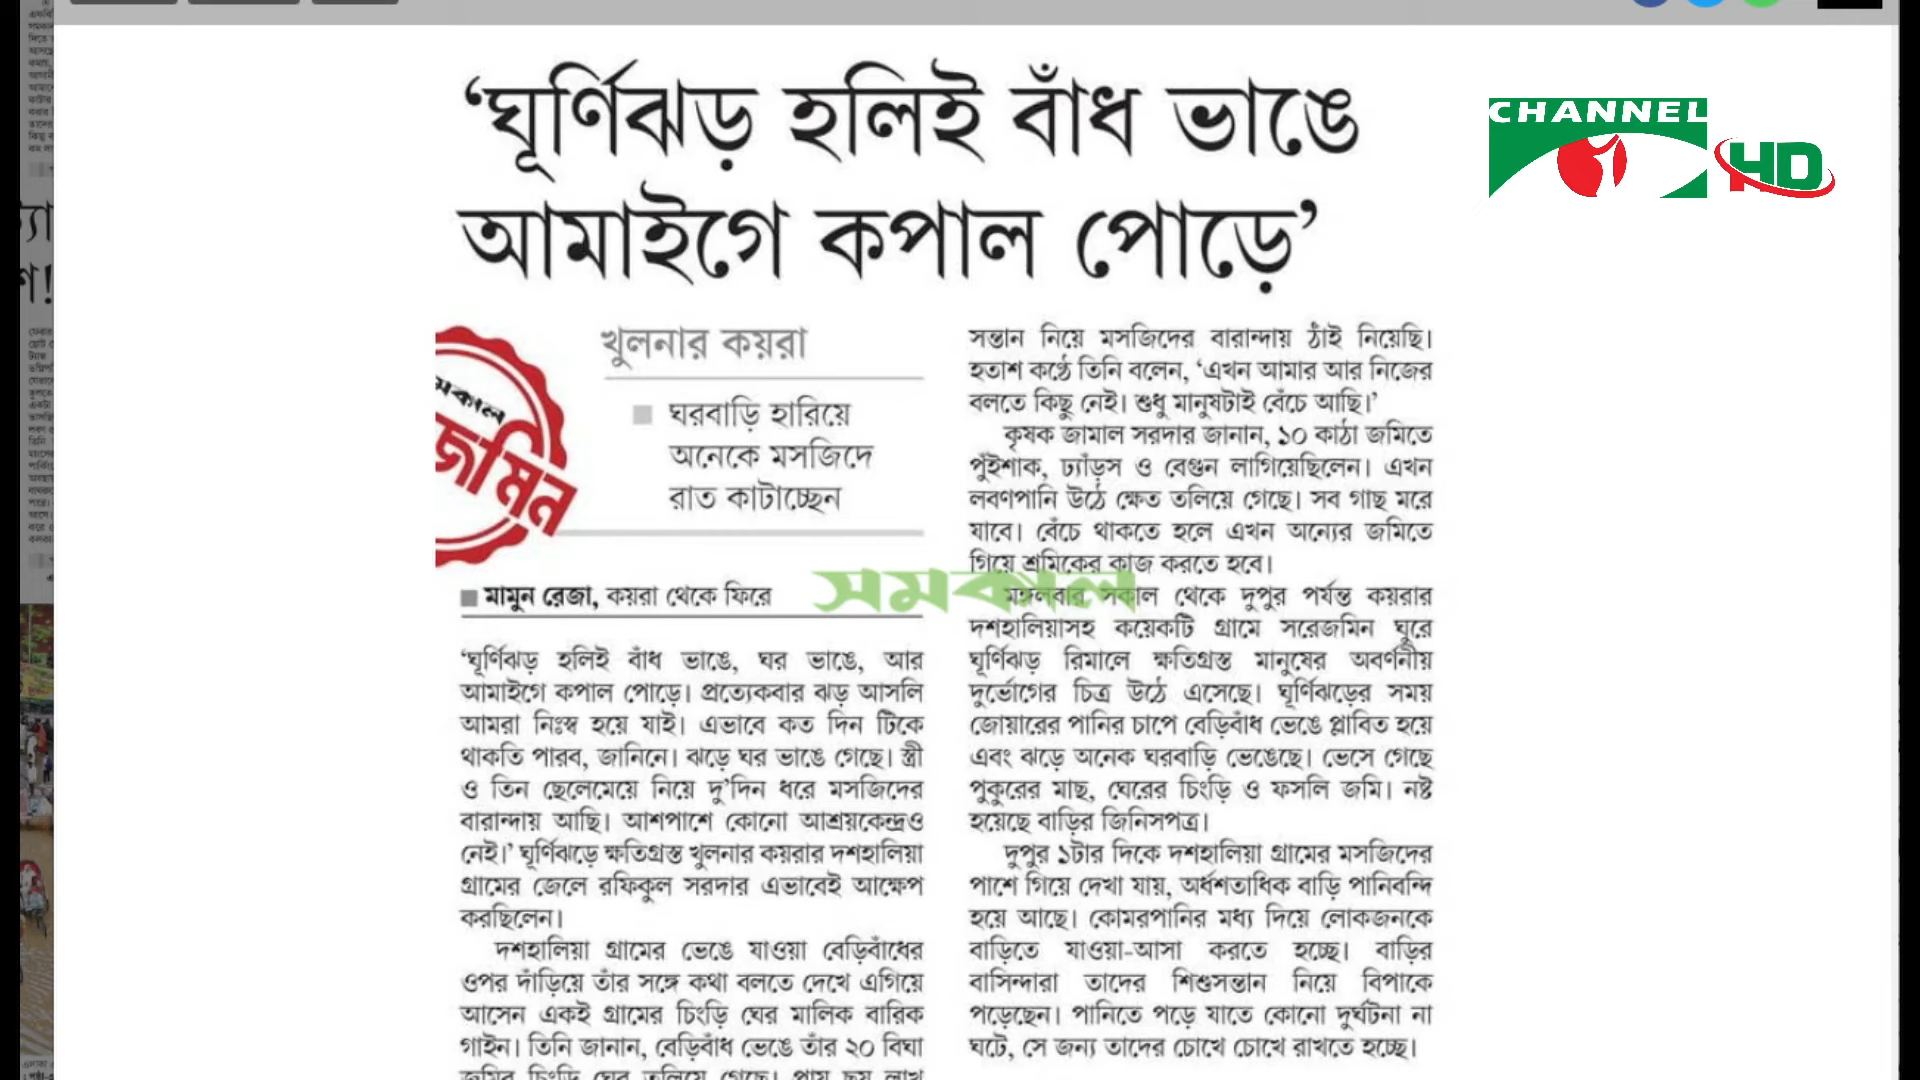 CHANNEL
HD
‘ঘূর্ণিঝড় হলিই বাঁধ ভাঙে
আমাইগে কপাল পোড়ে’
সমকাল
জমিন
খুলনার কয়রা
ঘরবাড়ি হারিয়ে
অনেকে মসজিদে
রাত কাটাচ্ছেন
মামুন রেজা, কয়রা থেকে ফিরে
‘ঘূর্ণিঝড় হলিই বাঁধ ভাঙে, ঘর ভাঙে, আর
আমাইগে কপাল পোড়ে। প্রত্যেকবার ঝড় আসলি
আমরা নিঃস্ব হয়ে যাই। এভাবে কত দিন টিকে
থাকতি পারব, জানিনে। ঝড়ে ঘর ভাঙে গেছে। স্ত্রী
ও তিন ছেলেমেয়ে নিয়ে দু’দিন ধরে মসজিদের
বারান্দায় আছি। আশপাশে কোনো আশ্রয়কেন্দ্রও
নেই।’ ঘূর্ণিঝড়ে ক্ষতিগ্রস্ত খুলনার কয়রার দশহালিয়া
গ্রামের জেলে রফিকুল সরদার এভাবেই আক্ষেপ
করছিলেন।
দশহালিয়া গ্রামের ভেঙে যাওয়া বেড়িবাঁধের
ওপর দাঁড়িয়ে তাঁর সঙ্গে কথা বলতে দেখে এগিয়ে
আসেন একই গ্রামের চিংড়ি ঘের মালিক বারিক
গাইন। তিনি জানান, বেড়িবাঁধ ভেঙে তাঁর ২০ বিঘা
জমির চিংড়ি ঘের তলিয়ে গেছে। প্রায় ছয় লাখ
সন্তান নিয়ে মসজিদের বারান্দায় ঠাঁই নিয়েছি।
হতাশ কণ্ঠে তিনি বলেন, ‘এখন আমার আর নিজের
বলতে কিছু নেই। শুধু মানুষটাই বেঁচে আছি।’
কৃষক জামাল সরদার জানান, ১০ কাঠা জমিতে
পুঁইশাক, ঢ্যাঁড়স ও বেগুন লাগিয়েছিলেন। এখন
লবণপানি উঠে ক্ষেত তলিয়ে গেছে। সব গাছ মরে
যাবে। বেঁচে থাকতে হলে এখন অন্যের জমিতে
গিয়ে শ্রমিকের কাজ করতে হবে।
সমকাল
মঙ্গলবার সকাল থেকে দুপুর পর্যন্ত কয়রার
দশহালিয়াসহ কয়েকটি গ্রামে সরেজমিন ঘুরে
ঘূর্ণিঝড় রিমালে ক্ষতিগ্রস্ত মানুষের অবর্ণনীয়
দুর্ভোগের চিত্র উঠে এসেছে। ঘূর্ণিঝড়ের সময়
জোয়ারের পানির চাপে বেড়িবাঁধ ভেঙে প্লাবিত হয়ে
এবং ঝড়ে অনেক ঘরবাড়ি ভেঙেছে। ভেসে গেছে
পুকুরের মাছ, ঘেরের চিংড়ি ও ফসলি জমি। নষ্ট
হয়েছে বাড়ির জিনিসপত্র।
দুপুর ১টার দিকে দশহালিয়া গ্রামের মসজিদের
পাশে গিয়ে দেখা যায়, অর্ধশতাধিক বাড়ি পানিবন্দি
হয়ে আছে। কোমরপানির মধ্য দিয়ে লোকজনকে
বাড়িতে যাওয়া-আসা করতে হচ্ছে। বাড়ির
বাসিন্দারা তাদের শিশুসন্তান নিয়ে বিপাকে
পড়েছেন। পানিতে পড়ে যাতে কোনো দুর্ঘটনা না
ঘটে, সে জন্য তাদের চোখে চোখে রাখতে হচ্ছে।